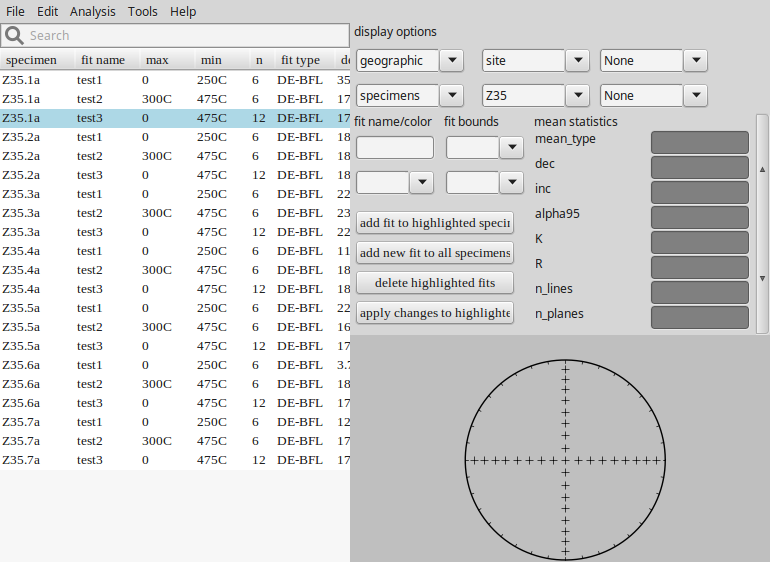 File Edit Analysis Tools Help
Search
specimen fit name max min n fit type de
Z35.1a test1 0 250C 6 DE-BFL 35
Z35.1a test2 300C 475C 6 DE-BFL 17
Z35.1a test3 0 475C 12 DE-BFL 17
Z35.2a test1 0 250C 6 DE-BFL 18
Z35.2a test2 300C 475C 6 DE-BFL 18
Z35.2a test3 0 475C 12 DE-BFL 18
Z35.3a test1 0 250C 6 DE-BFL 22
Z35.3a test2 300C 475C 6 DE-BFL 23
Z35.3a test3 0 475C 12 DE-BFL 22
Z35.4a test1 0 250C 6 DE-BFL 11
Z35.4a test2 300C 475C 6 DE-BFL 18
Z35.4a test3 0 475C 12 DE-BFL 18
Z35.5a test1 0 250C 6 DE-BFL 22
Z35.5a test2 300C 475C 6 DE-BFL 16
Z35.5a test3 0 475C 12 DE-BFL 17
Z35.6a test1 0 250C 6 DE-BFL 3.7
Z35.6a test2 300C 475C 6 DE-BFL 18
Z35.6a test3 0 475C 12 DE-BFL 17
Z35.7a test1 0 250C 6 DE-BFL 12
Z35.7a test2 300C 475C 6 DE-BFL 17
Z35.7a test3 0 475C 12 DE-BFL 17
display options
geographic site None
specimens Z35 None
fit name/color fit bounds mean statistics
mean_type
dec
inc
alpha95
K
R
n_lines
n_planes
add fit to highlighted specir
add new fit to all specimens
delete highlighted fits
apply changes to highlighte